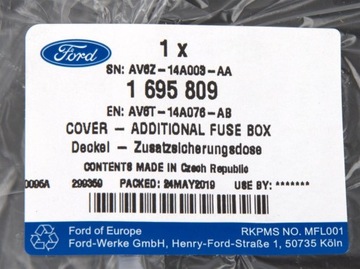 Ford
1 x
SN: AV6Z-14A003-AA
1 695 809
EN: AV6T-14A076-AB
COVER - ADDITIONAL FUSE BOX
Deckel - Zusatzsicherungsdose
CONTENTS MADE IN Czech Republic
0095A 299359 PACKED: 24MAY2019 USE BY: *******
Ford of Europe RKPMS NO. MFL001
Ford-Werke GmbH, Henry-Ford-Straße 1, 50735 Köln